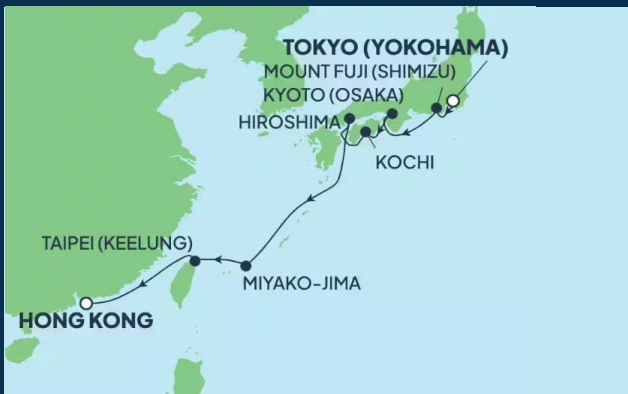 TOKYO (YOKOHAMA)
MOUNT FUJI (SHIMIZU)
KYOTO (OSAKA)
HIROSHIMA
KOCHI
TAIPEI (KEELUNG)
MIYAKO-JIMA
HONG KONG